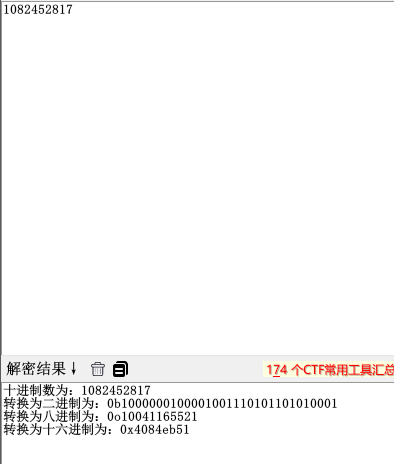 1082452817
解密结果↓
174 个CTF常用工具汇总
十进制数为：1082452817
转换为二进制为：0b1000000100001001110101101010001
转换为八进制为：0o10041165521
转换为十六进制为：0x4084eb51